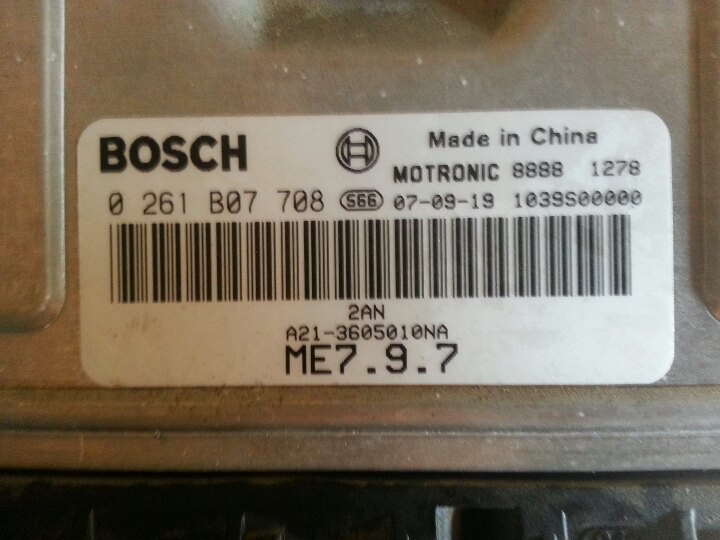 BOSCH Made in China
MOTRONIC 8888 1278
0 261 B07 708 S66 07-09-19 1039S00000
2AN
A21-3605010NA
ME7.9.7